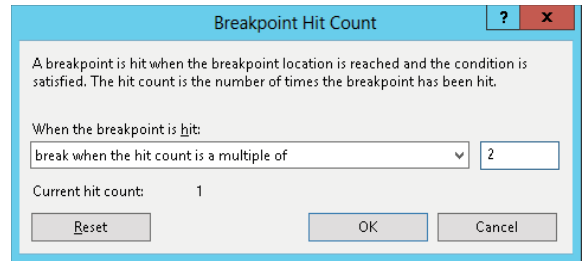 Breakpoint Hit Count
? x
A breakpoint is hit when the breakpoint location is reached and the condition is
satisfied. The hit count is the number of times the breakpoint has been hit.
When the breakpoint is hit:
break when the hit count is a multiple of 2
Current hit count: 1
Reset OK Cancel